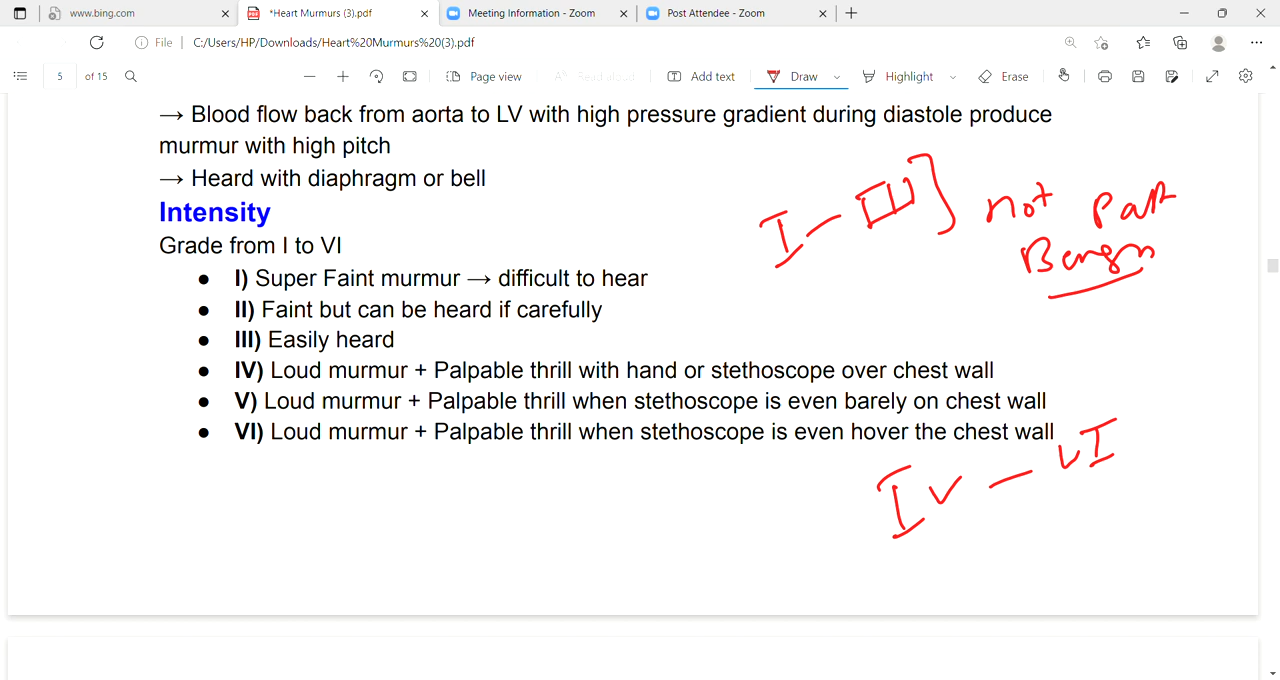 www.bing.com
*Heart Murmurs (3).pdf
Meeting Information - Zoom
Post Attendee - Zoom
File
C:/Users/HP/Downloads/Heart%20Murmurs%20(3).pdf
5 of 15
Page view
Read aloud
Add text
Draw
Highlight
Erase
→ Blood flow back from aorta to LV with high pressure gradient during diastole produce
murmur with high pitch
→ Heard with diaphragm or bell
Intensity
Grade from I to VI
● I) Super Faint murmur → difficult to hear
● II) Faint but can be heard if carefully
● III) Easily heard
● IV) Loud murmur + Palpable thrill with hand or stethoscope over chest wall
● V) Loud murmur + Palpable thrill when stethoscope is even barely on chest wall
● VI) Loud murmur + Palpable thrill when stethoscope is even hover the chest wall
I – III] not
IV – VI